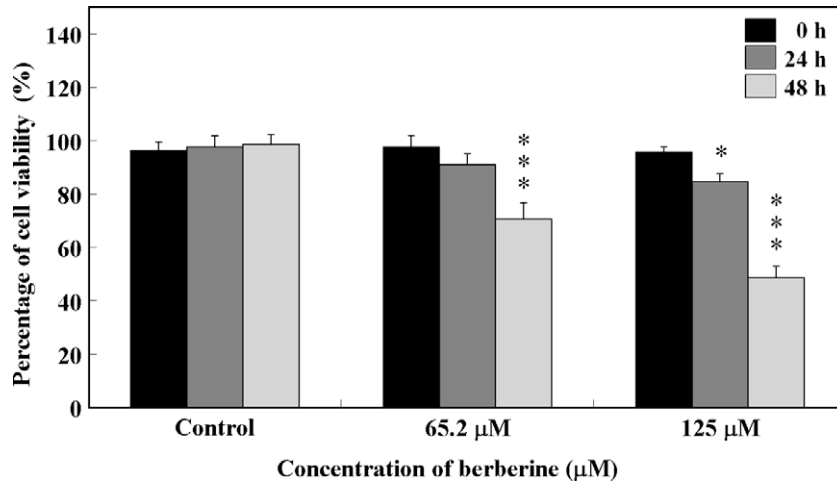 Percentage of cell viability (%)
140
120
100
80
60
40
20
0
0 h
24 h
48 h
***
*
***
Control
65.2 μM
125 μM
Concentration of berberine (μM)